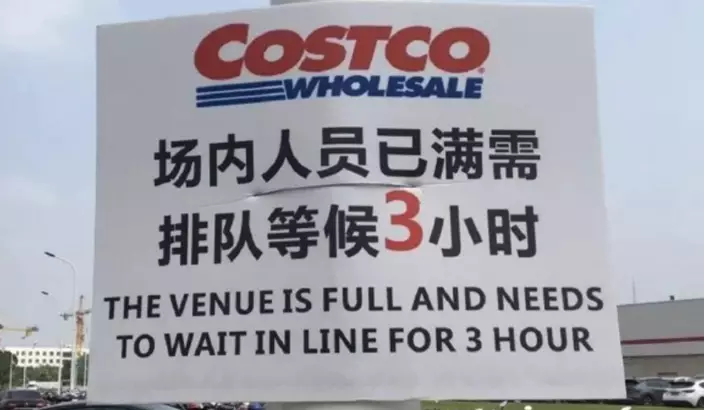 COSTCO
WHOLESALE
场内人员已满需
排队等候3小时
THE VENUE IS FULL AND NEEDS
TO WAIT IN LINE FOR 3 HOUR